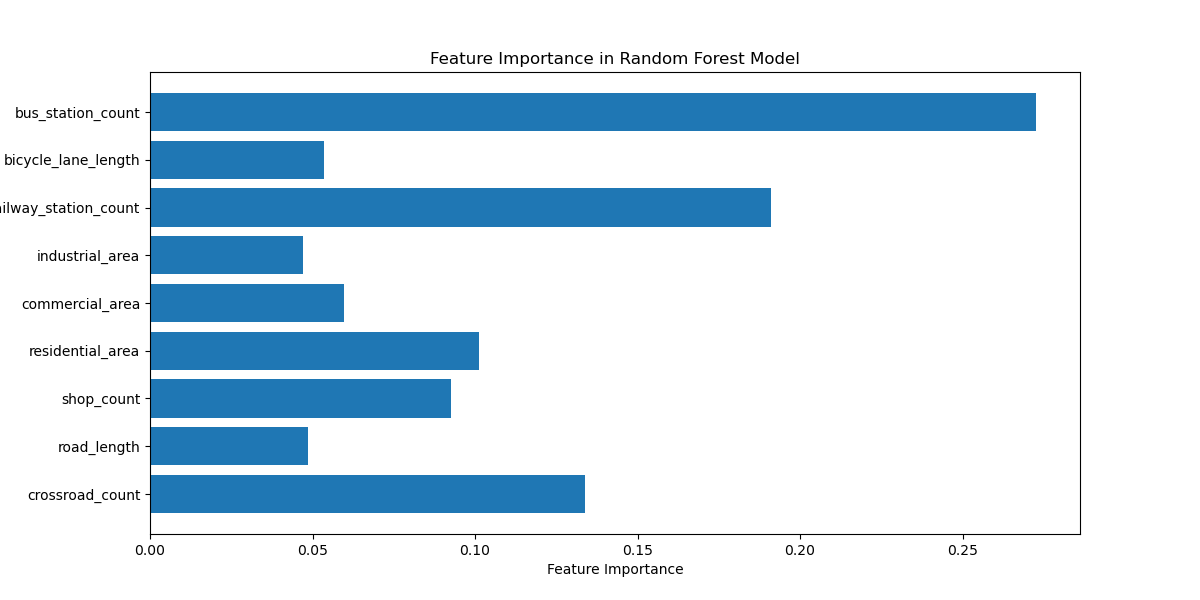 Feature Importance in Random Forest Model
bus_station_count
bicycle_lane_length
ilway_station_count
industrial_area
commercial_area
residential_area
shop_count
road_length
crossroad_count
0.00 0.05 0.10 0.15 0.20 0.25
Feature Importance